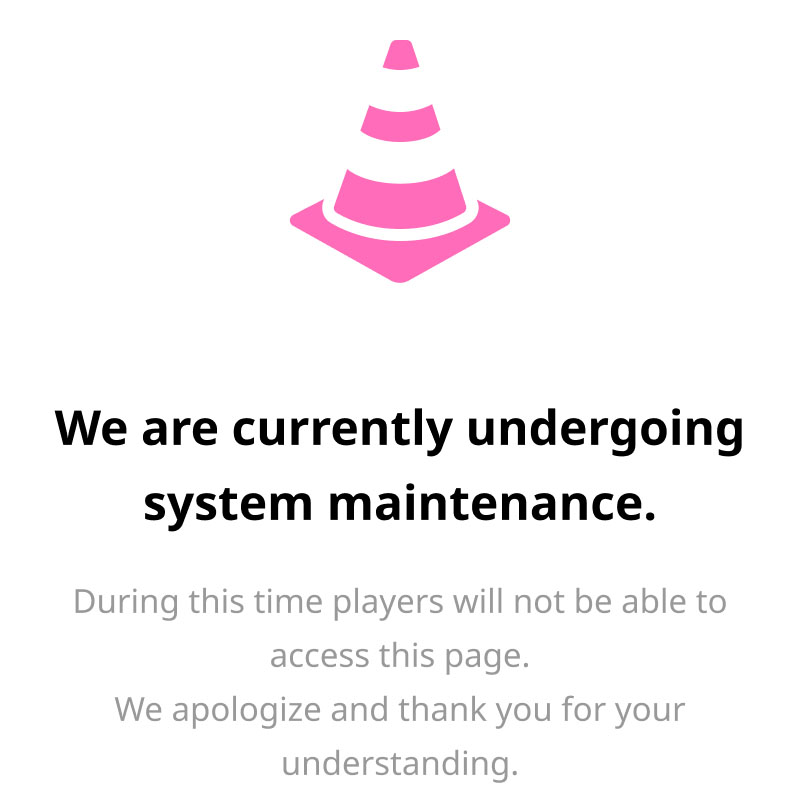 We are currently undergoing
system maintenance.
During this time players will not be able to
access this page.
We apologize and thank you for your
understanding.